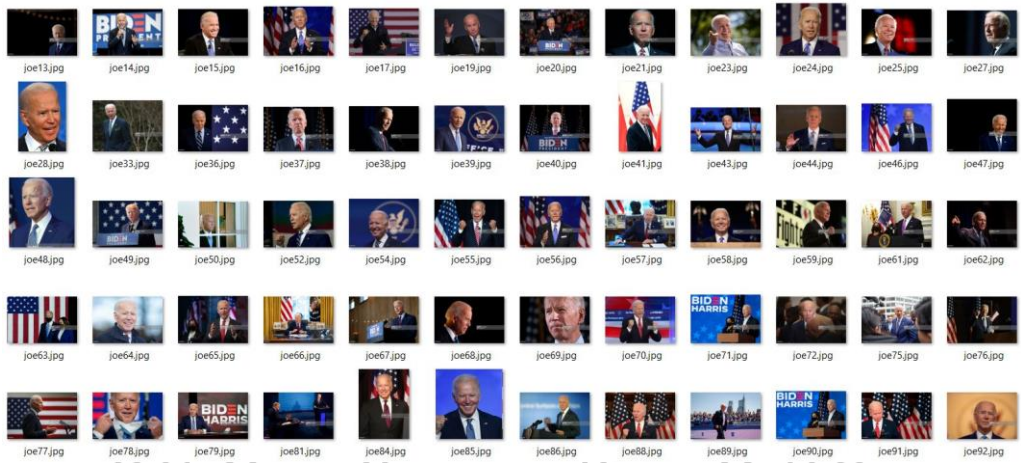 BIDEN
PRESIDENT
BIDEN
joe13.jpg joe14.jpg joe15.jpg joe16.jpg joe17.jpg joe19.jpg joe20.jpg joe21.jpg joe23.jpg joe24.jpg joe25.jpg joe27.jpg
BIDEN
PRESIDENT
joe28.jpg joe33.jpg joe36.jpg joe37.jpg joe38.jpg joe39.jpg joe40.jpg joe41.jpg joe43.jpg joe44.jpg joe46.jpg joe47.jpg
BIDEN
Fight
joe48.jpg joe49.jpg joe50.jpg joe52.jpg joe54.jpg joe55.jpg joe56.jpg joe57.jpg joe58.jpg joe59.jpg joe61.jpg joe62.jpg
BIDEN
HARRIS
joe63.jpg joe64.jpg joe65.jpg joe66.jpg joe67.jpg joe68.jpg joe69.jpg joe70.jpg joe71.jpg joe72.jpg joe75.jpg joe76.jpg
BIDEN
HARRIS
BIDEN
HARRIS
joe77.jpg joe78.jpg joe79.jpg joe81.jpg joe84.jpg joe85.jpg joe86.jpg joe88.jpg joe89.jpg joe90.jpg joe91.jpg joe92.jpg